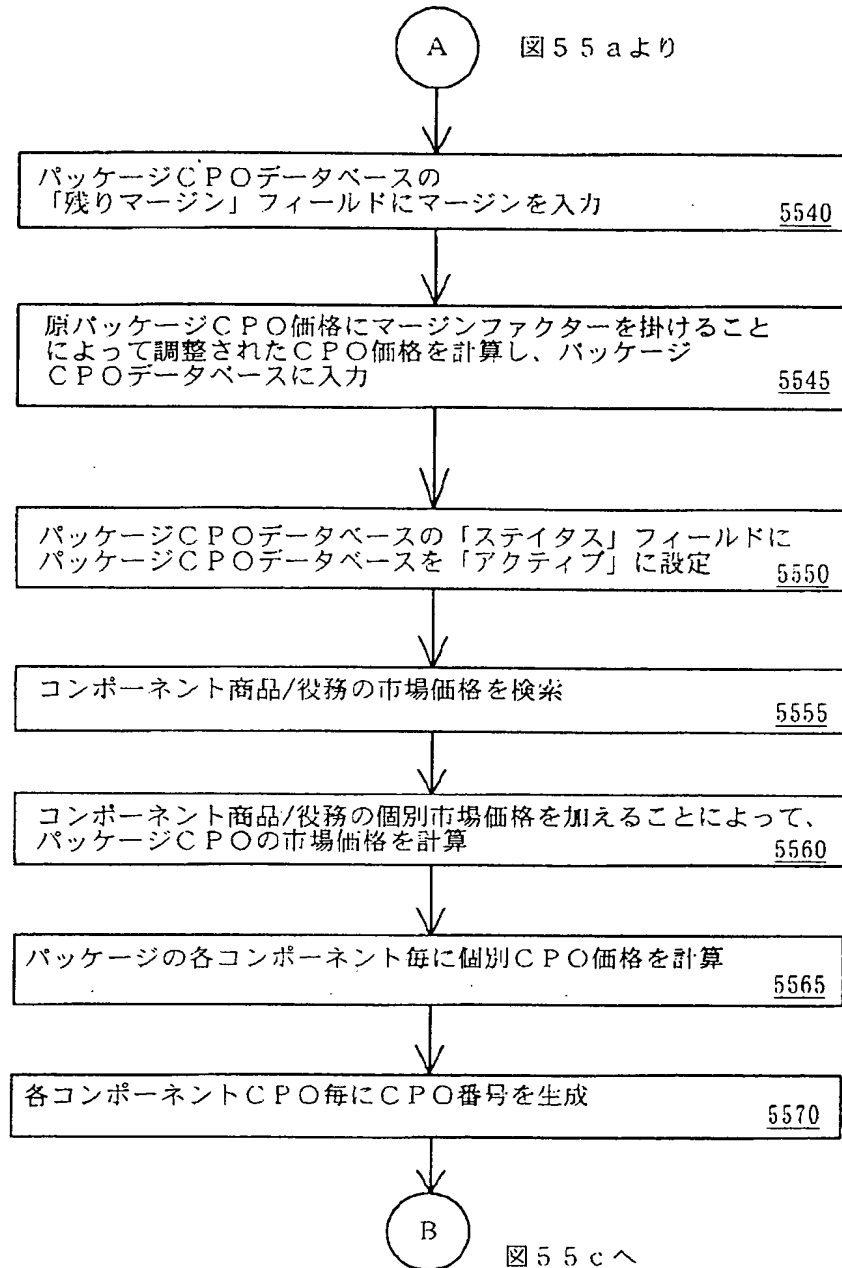 A
図55aより
パッケージCPOデータベースの
「残りマージン」フィールドにマージンを入力
5540
原パッケージCPO価格にマージンファクターを掛けること
によって調整されたCPO価格を計算し、パッケージ
CPOデータベースに入力
5545
パッケージCPOデータベースの「ステイタス」フィールドに
パッケージCPOデータベースを「アクティブ」に設定
5550
コンポーネント商品/役務の市場価格を検索
5555
コンポーネント商品/役務の個別市場価格を加えることによって、
パッケージCPOの市場価格を計算
5560
パッケージの各コンポーネント毎に個別CPO価格を計算
5565
各コンポーネントCPO毎にCPO番号を生成
5570
B
図55cへ